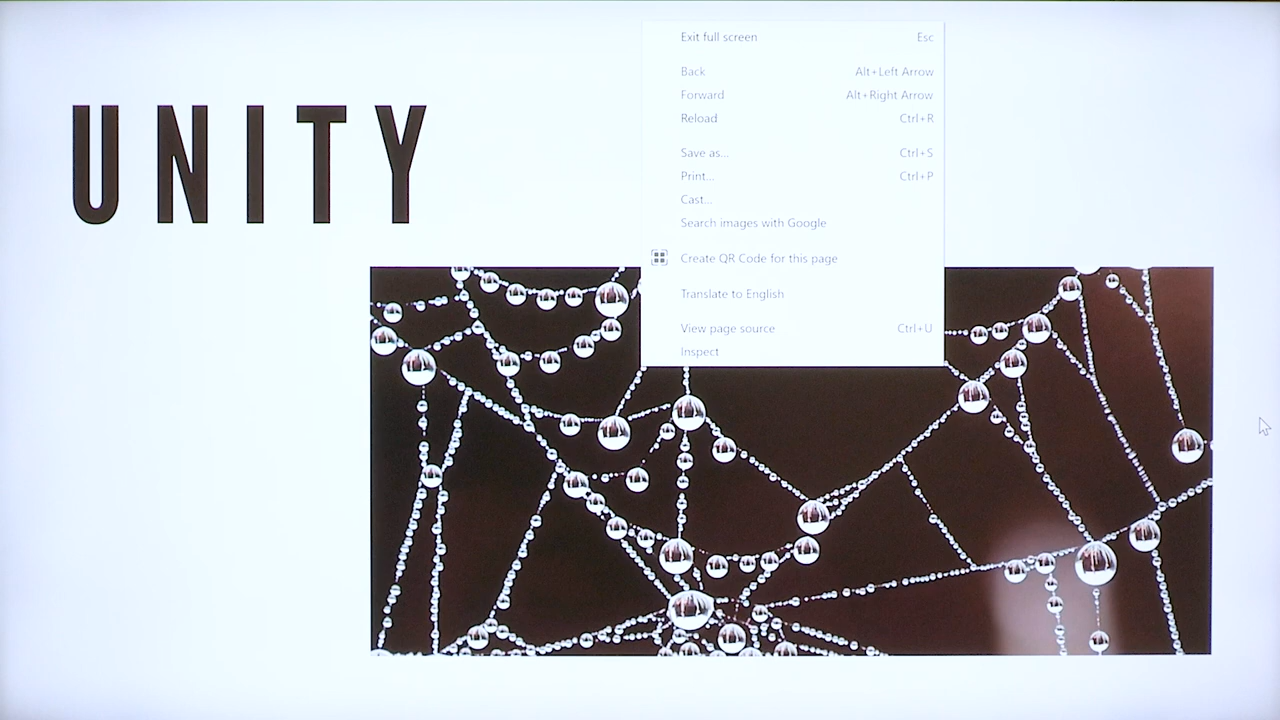 UNITY
Exit full screen Esc
Back Alt+Left Arrow
Forward Alt+Right Arrow
Reload Ctrl+R
Save as... Ctrl+S
Print... Ctrl+P
Cast...
Search images with Google
Create QR Code for this page
Translate to English
View page source Ctrl+U
Inspect